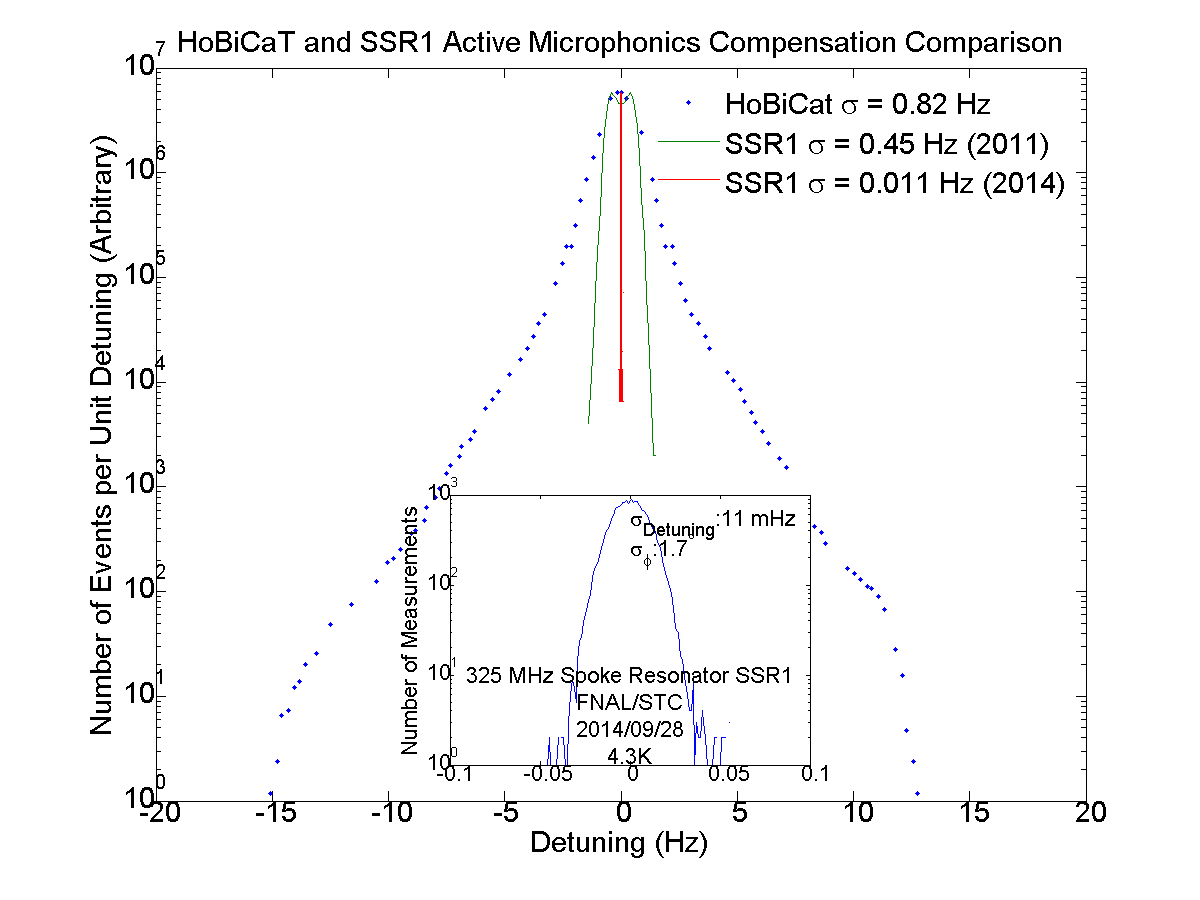 HoBiCaT and SSR1 Active Microphonics Compensation Comparison
Number of Events per Unit Detuning (Arbitrary)
10^7
10^6
10^5
10^4
10^3
10^2
10^1
10^0
HoBiCat σ = 0.82 Hz
SSR1 σ = 0.45 Hz (2011)
SSR1 σ = 0.011 Hz (2014)
Number of Measurements
10^3
10^2
10^1
10^0
σ_Detuning:11 mHz
σ_ϕ:1.7°
325 MHz Spoke Resonator SSR1
FNAL/STC
2014/09/28
4.3K
-0.1 -0.05 0 0.05 0.1
-20 -15 -10 -5 0 5 10 15 20
Detuning (Hz)